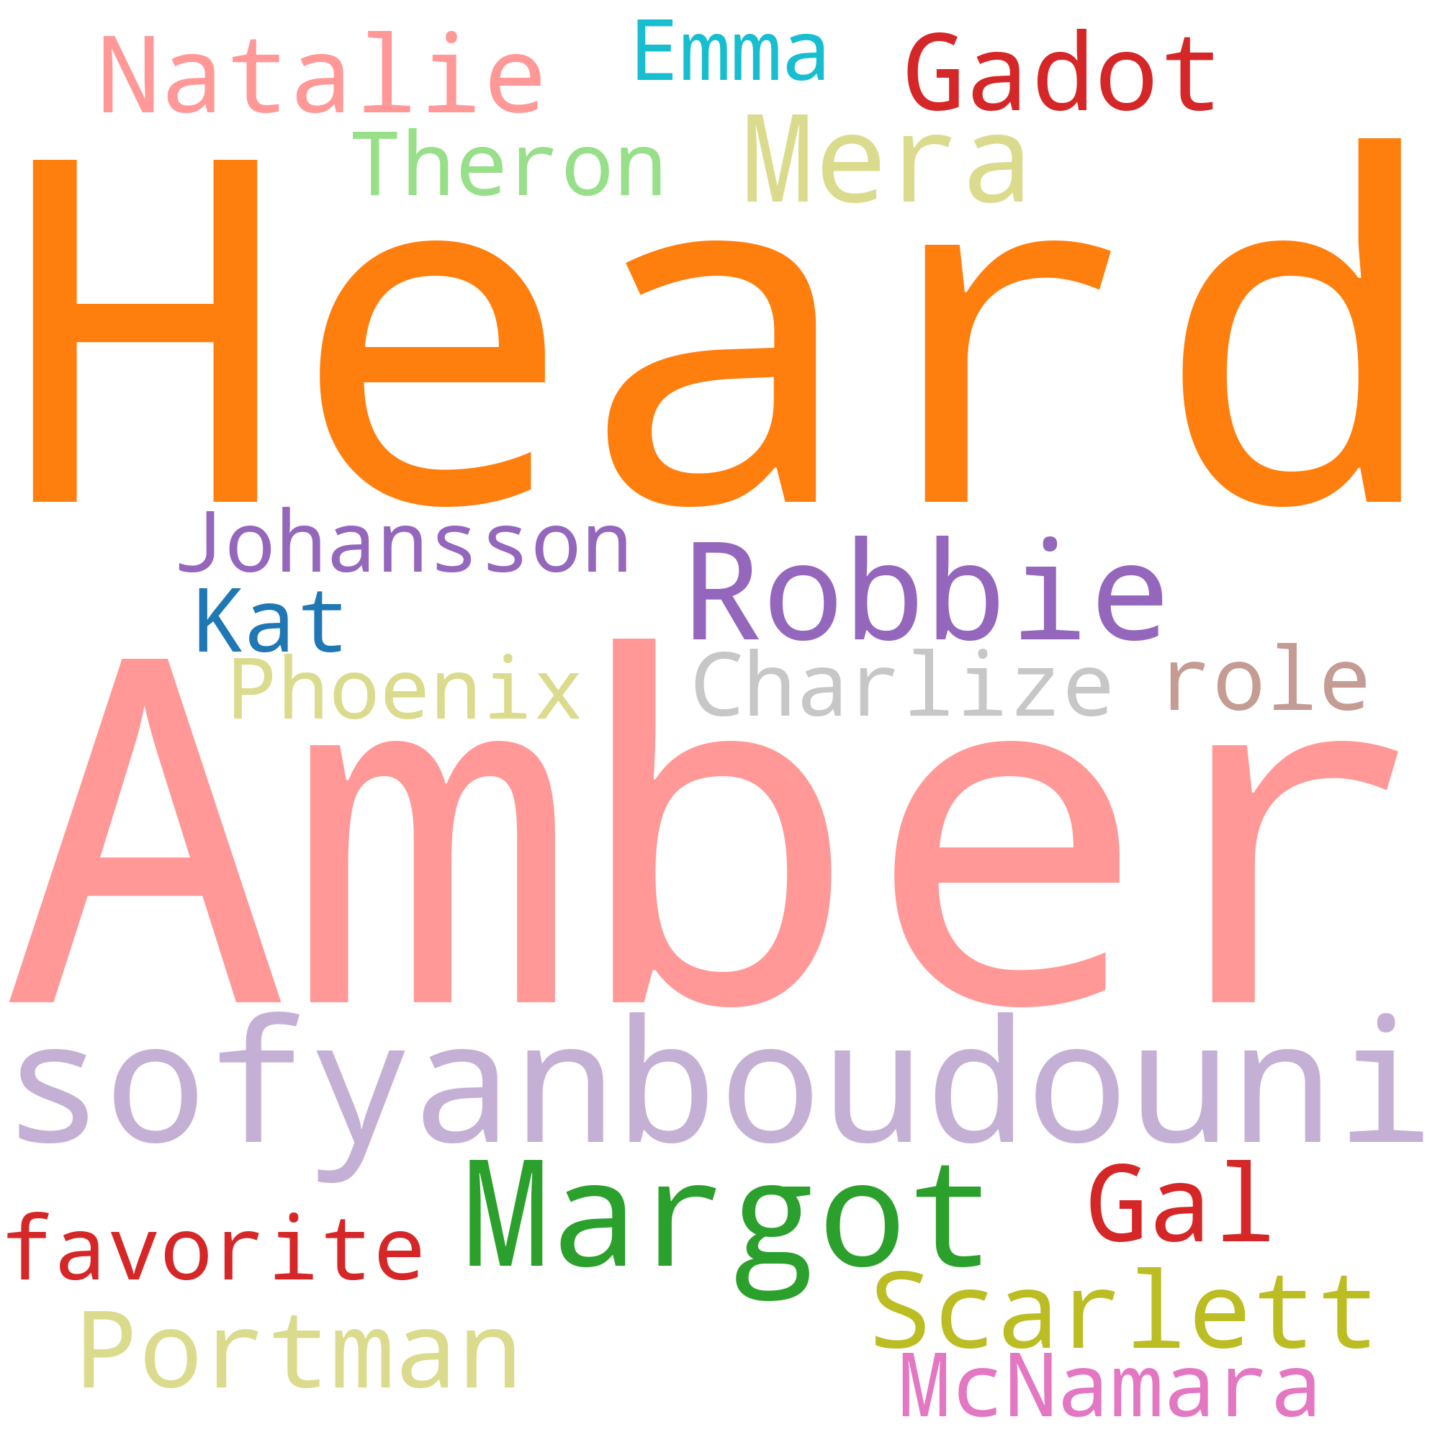 Natalie Emma Gadot
Theron Mera
Heard
Johansson Robbie
Kat
Phoenix Charlize role
Amber
sofyanboudouni
Margot Gal
favorite Scarlett
Portman McNamara